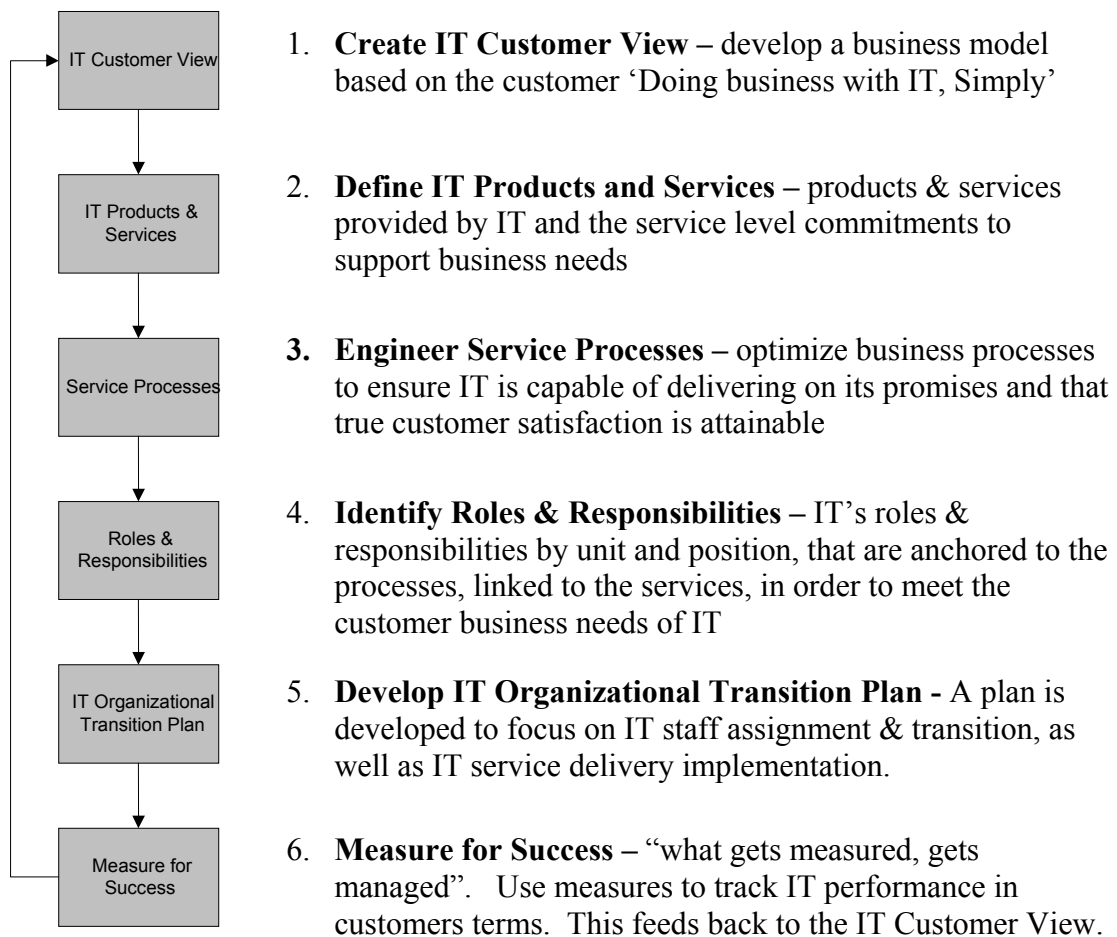 IT Customer View
1. Create IT Customer View – develop a business model
based on the customer ‘Doing business with IT, Simply’
IT Products &
Services
2. Define IT Products and Services – products & services
provided by IT and the service level commitments to
support business needs
Service Processes
3. Engineer Service Processes – optimize business processes
to ensure IT is capable of delivering on its promises and that
true customer satisfaction is attainable
Roles &
Responsibilities
4. Identify Roles & Responsibilities – IT’s roles &
responsibilities by unit and position, that are anchored to the
processes, linked to the services, in order to meet the
customer business needs of IT
IT Organizational
Transition Plan
5. Develop IT Organizational Transition Plan - A plan is
developed to focus on IT staff assignment & transition, as
well as IT service delivery implementation.
Measure for
Success
6. Measure for Success – “what gets measured, gets
managed”. Use measures to track IT performance in
customers terms. This feeds back to the IT Customer View.